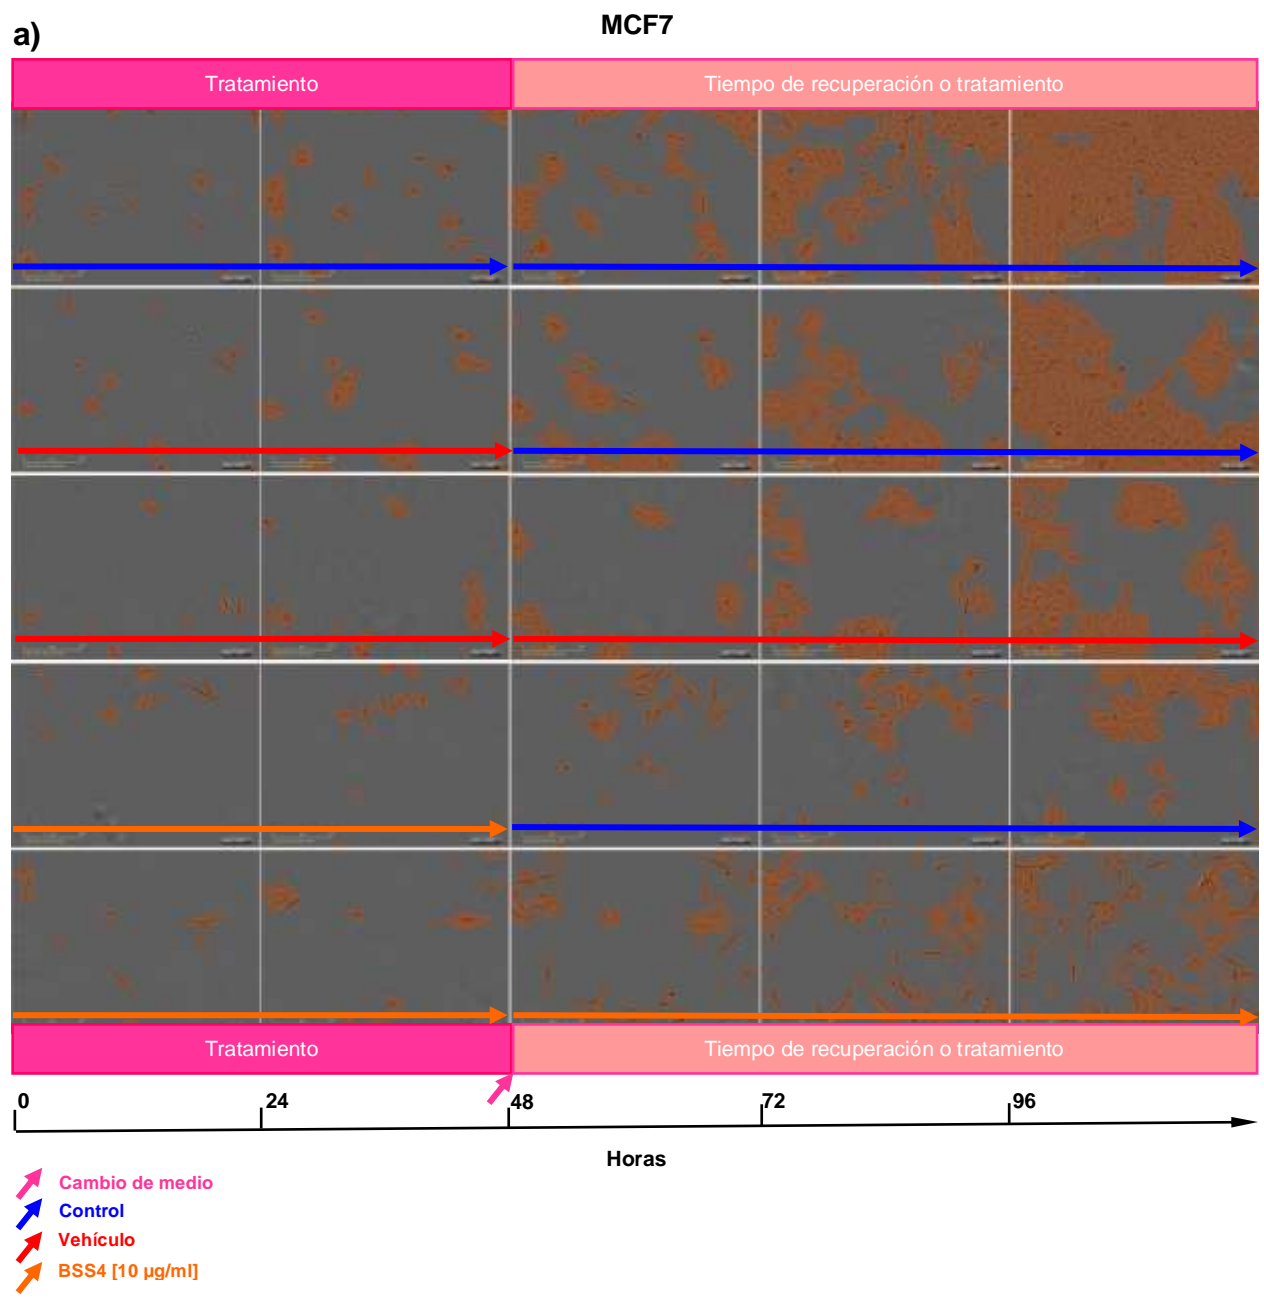 a)
MCF7
Tratamiento
Tiempo de recuperación o tratamiento
Tratamiento
Tiempo de recuperación o tratamiento
0
24
48
72
96
Horas
Cambio de medio
Control
Vehículo
BSS4 [10 µg/ml]